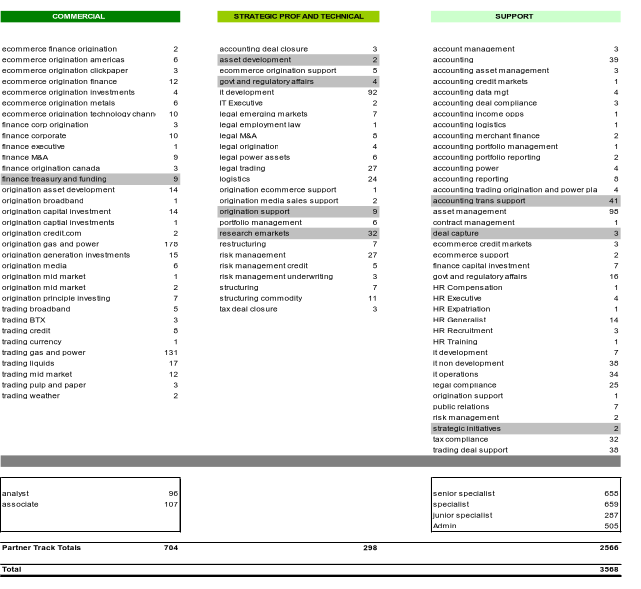 COMMERCIAL
ecommerce finance origination 2
ecommerce origination americas 6
ecommerce origination clickpaper 3
ecommerce origination finance 12
ecommerce origination investments 4
ecommerce origination metals 6
ecommerce origination technology chann 10
finance corp origination 3
finance corporate 10
finance executive 1
finance M&A 9
finance origination canada 3
finance treasury and funding 9
origination asset development 14
origination broadband 1
origination capital investment 14
origination captial investments 1
origination credit.com 2
origination gas and power 178
origination generation investments 15
origination media 6
origination mid market 1
origination mid market 2
origination principle investing 7
trading broadband 5
trading BTX 3
trading credit 8
trading currency 1
trading gas and power 131
trading liquids 17
trading mid market 12
trading pulp and paper 3
trading weather 2
STRATEGIC PROF AND TECHNICAL
accounting deal closure 3
asset development 2
ecommerce origination support 5
govt and regulatory affairs 4
it development 92
IT Executive 2
legal emerging markets 7
legal employment law 1
legal M&A 8
legal origination 4
legal power assets 6
legal trading 27
logistics 24
origination ecommerce support 1
origination media sales support 2
origination support 9
portfolio management 6
research emarkets 32
restructuring 7
risk management 27
risk management credit 5
risk management underwriting 3
structuring 7
structuring commodity 11
tax deal closure 3
SUPPORT
account management 3
accounting 39
accounting asset management 3
accounting credit markets 1
accounting data mgt 4
accounting deal compliance 3
accounting income opps 1
accounting logistics 1
accounting merchant finance 2
accounting portfolio management 1
accounting portfolio reporting 2
accounting power 4
accounting reporting 8
accounting trading origination and power pla 4
accounting trans support 41
asset management 98
contract management 1
deal capture 3
ecommerce credit markets 3
ecommerce support 2
finance capital investment 7
govt and regulatory affairs 16
HR Compensation 1
HR Executive 4
HR Expatriation 1
HR Generalist 14
HR Recruitment 3
HR Training 1
it development 7
it non development 38
it operations 34
legal compliance 25
origination support 1
public relations 7
risk management 2
strategic initiatives 2
tax compliance 32
trading deal support 38
analyst 96
associate 107
senior specialist 658
specialist 659
junior specialist 287
Admin 505
Partner Track Totals 704 298 2566
Total 3568